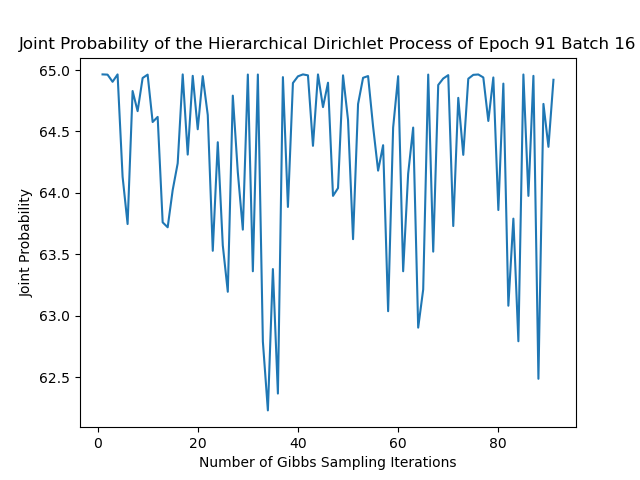 Joint Probability of the Hierarchical Dirichlet Process of Epoch 91 Batch 16
65.0
64.5
64.0
63.5
63.0
62.5
Joint Probability
0 20 40 60 80
Number of Gibbs Sampling Iterations